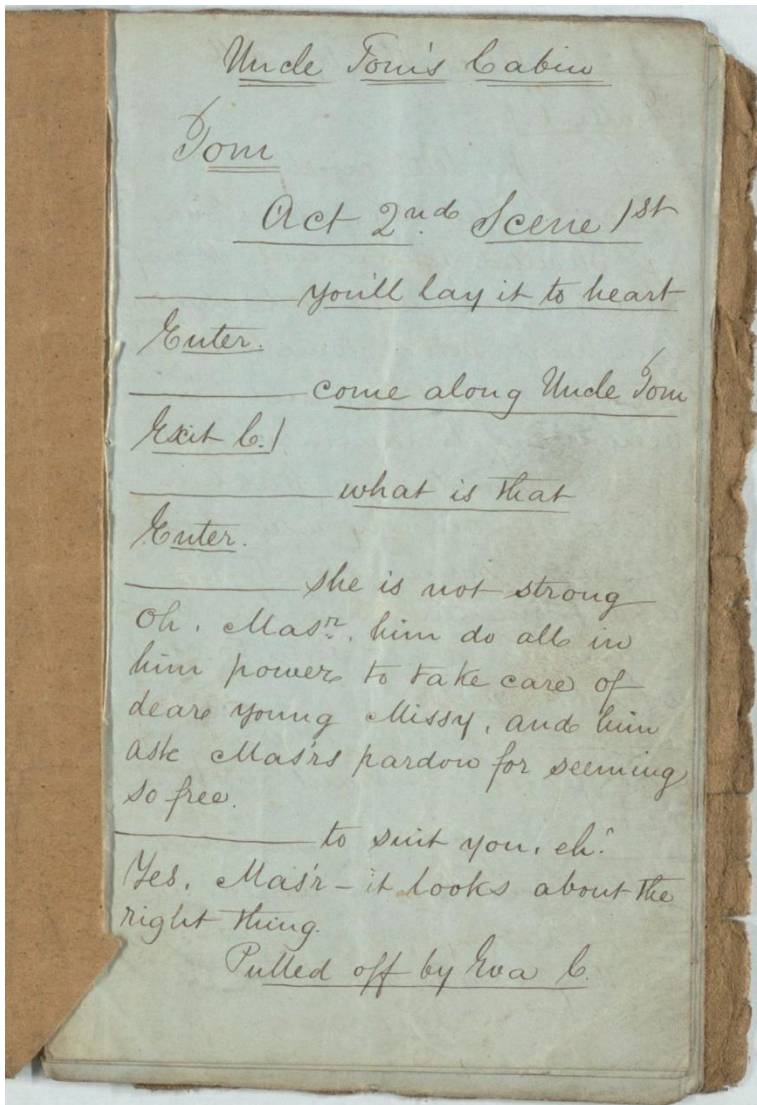 Uncle Tom's Cabin
Tom
Act 2nd Scene 1st
you'll lay it to heart
Enter.
come along Uncle Tom
Exit C. /
what is that
Enter.
she is not strong
Oh, Mas'r, him do all in
him power to take care of
dear young Missy, and him
ask Mas'rs pardon for seeming
so free.
to suit you, eh?
Yes, Mas'r - it looks about the
right thing.
Pulled off by Eva C.